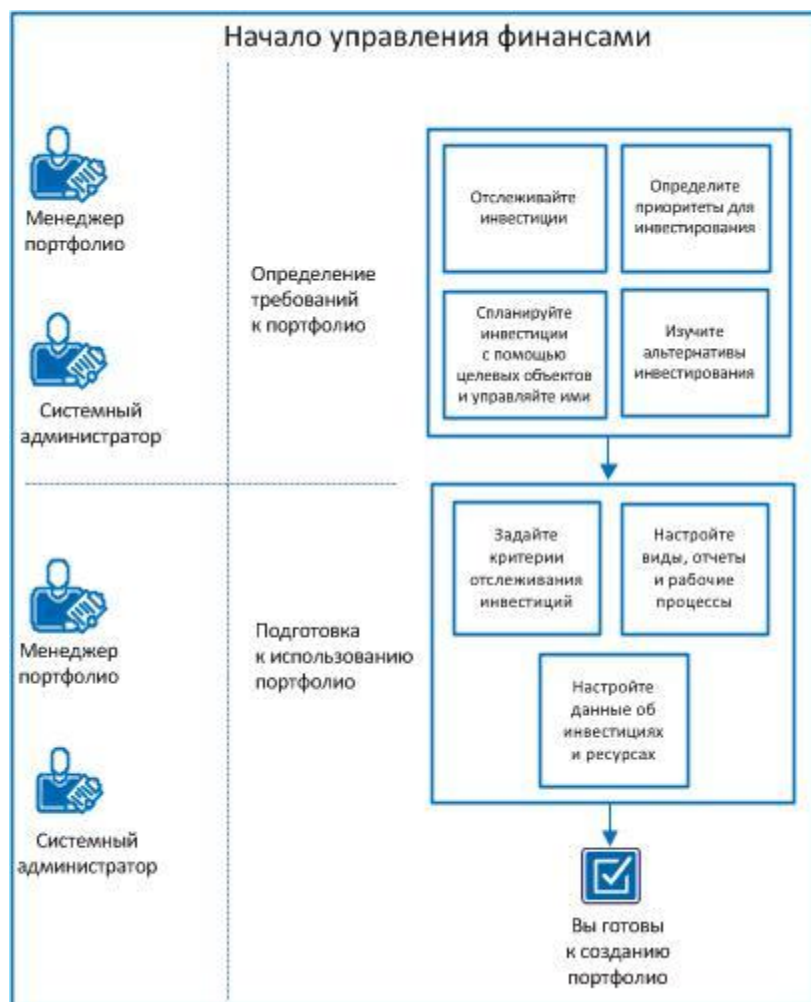 Начало управления финансами
Менеджер
портфолио
Системный
администратор
Определение
требований
к портфолио
Отслеживайте
инвестиции
Определите
приоритеты для
инвестирования
Спланируйте
инвестиции
с помощью
целевых объектов
и управляйте ими
Изучите
альтернативы
инвестирования
Менеджер
портфолио
Системный
администратор
Подготовка
к использованию
портфолио
Задайте
критерии
отслеживания
инвестиций
Настройте
виды, отчеты
и рабочие
процессы
Настройте
данные об
инвестициях
и ресурсах
Вы готовы
к созданию
портфолио